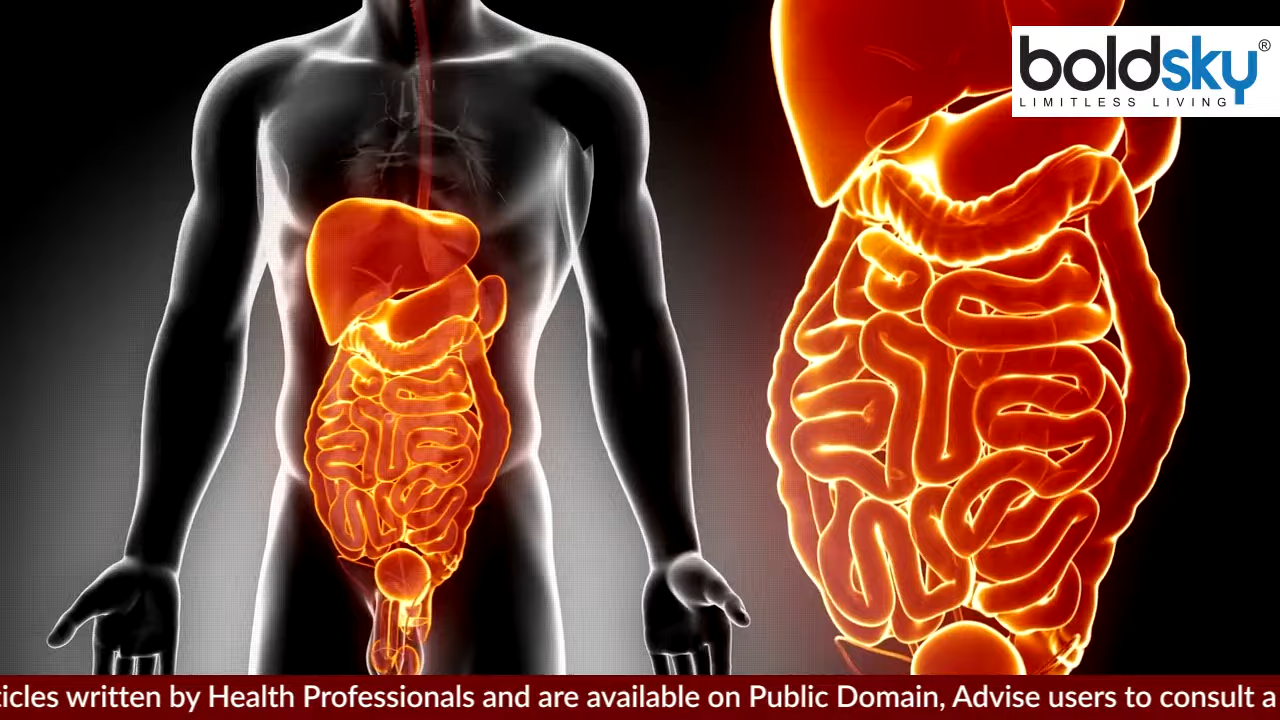 boldsky®
LIMITLESS LIVING
ticles written by Health Professionals and are available on Public Domain, Advise users to consult a